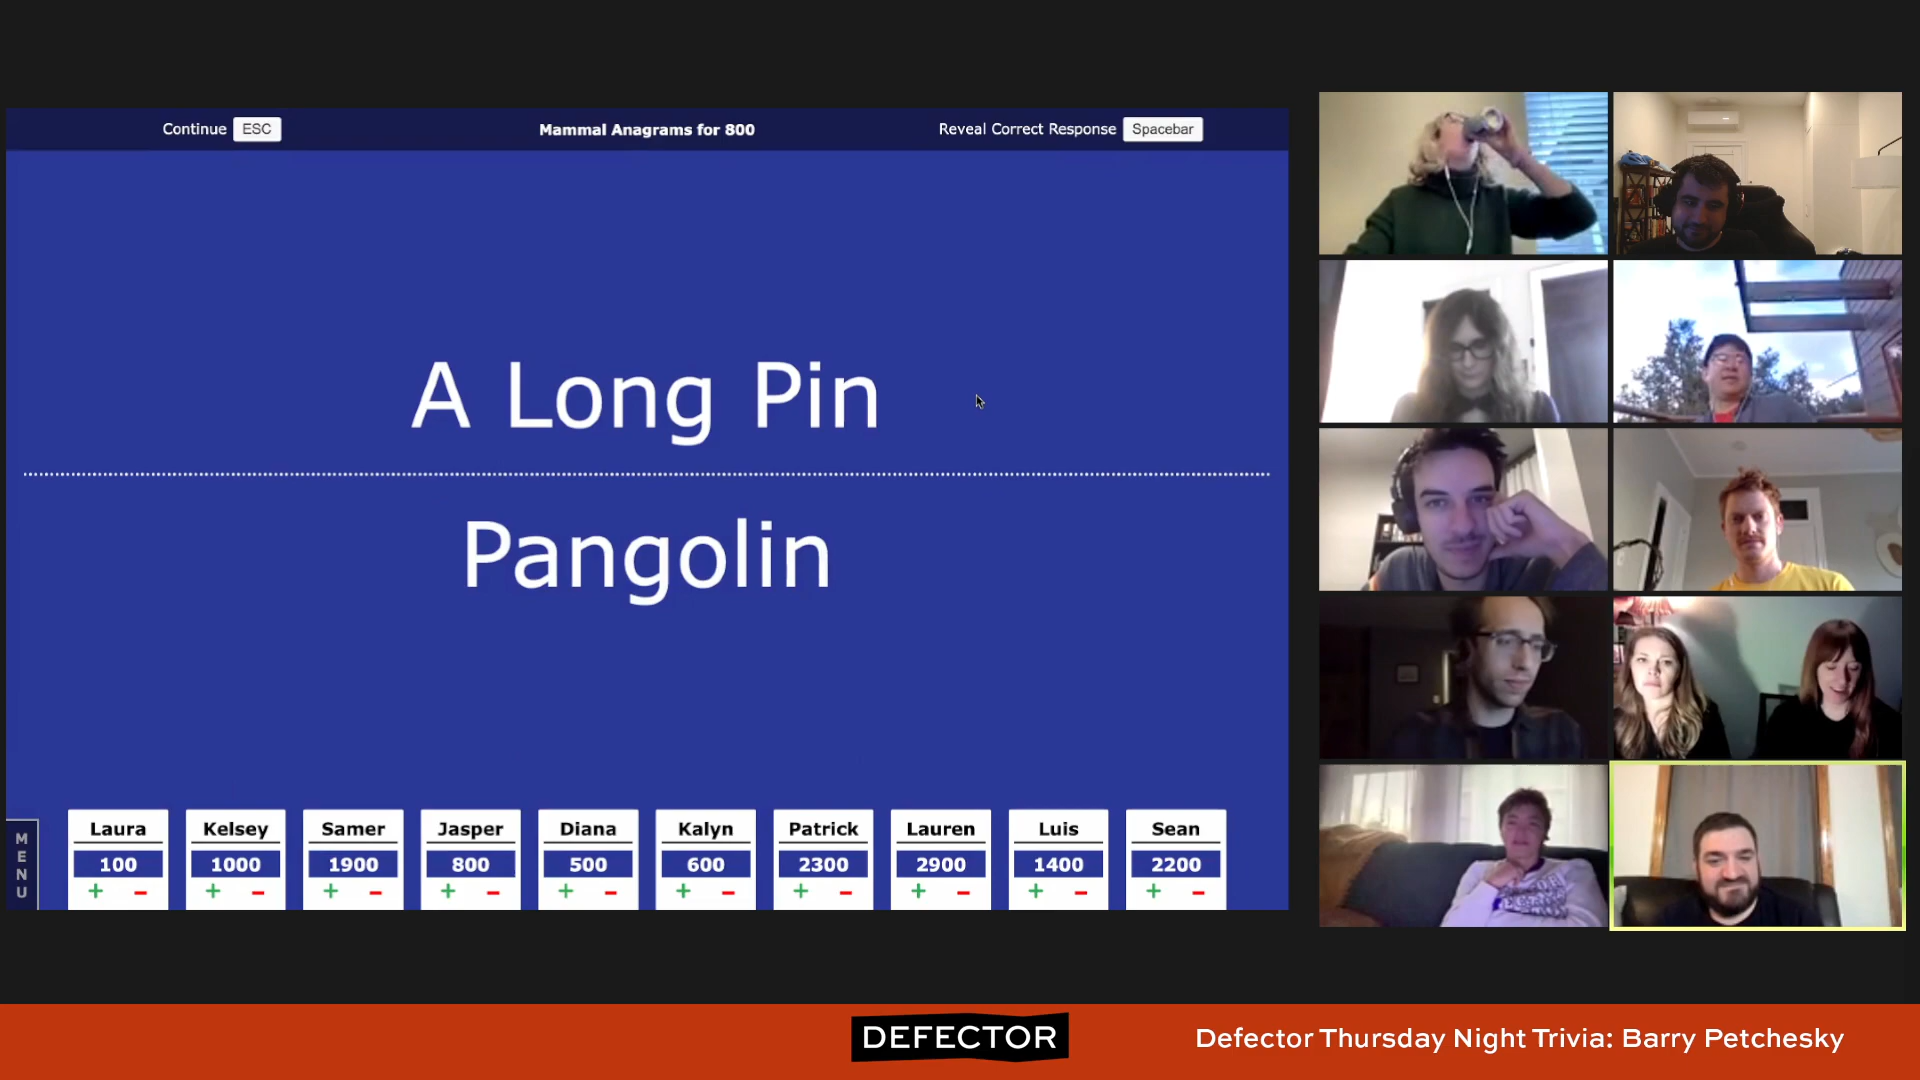 Continue ESC
Mammal Anagrams for 800
Reveal Correct Response Spacebar
A Long Pin
Pangolin
MENU
Laura Kelsey Samer Jasper Diana Kalyn Patrick Lauren Luis Sean
100 1000 1900 800 500 600 2300 2900 1400 2200
+ - + - + - + - + - + - + - + - + - + -
DEFECTOR
Defector Thursday Night Trivia: Barry Petchesky